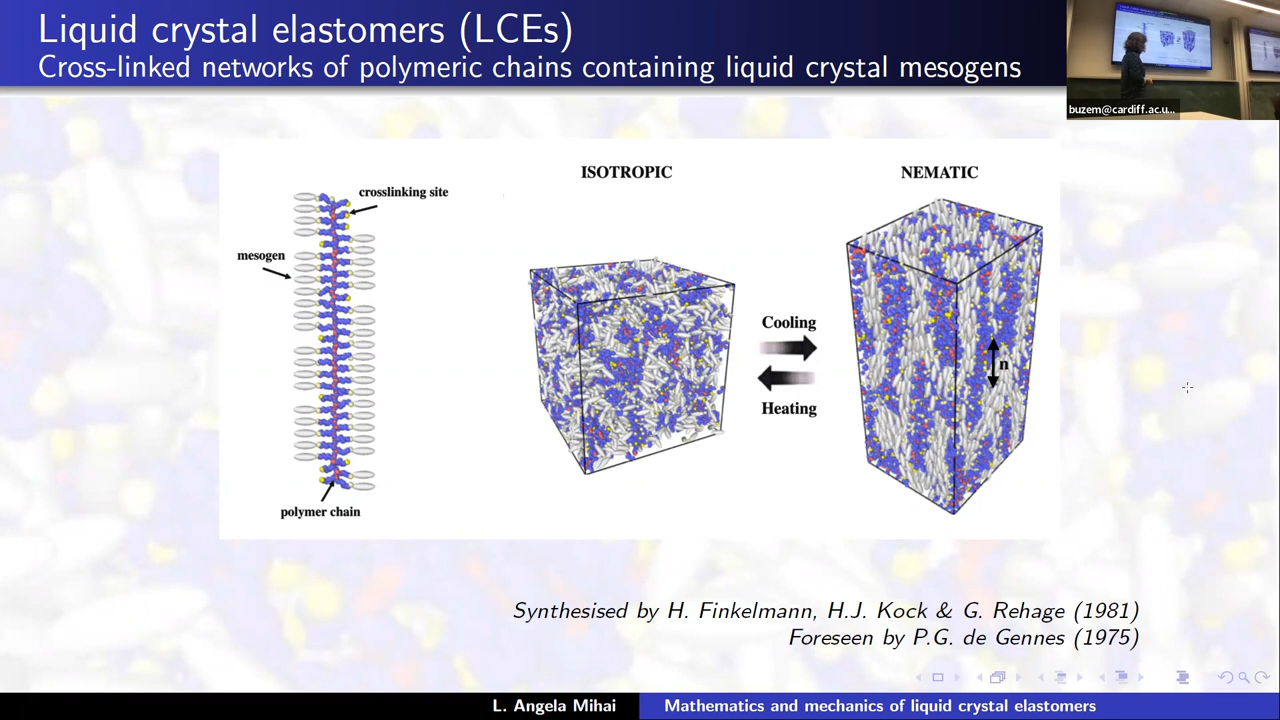 Liquid crystal elastomers (LCEs)
Cross-linked networks of polymeric chains containing liquid crystal mesogens
buzem@cardiff.ac.u...
ISOTROPIC
NEMATIC
crosslinking site
mesogen
polymer chain
Cooling
Heating
n
Synthesised by H. Finkelmann, H.J. Kock & G. Rehage (1981)
Foreseen by P.G. de Gennes (1975)
L. Angela Mihai
Mathematics and mechanics of liquid crystal elastomers